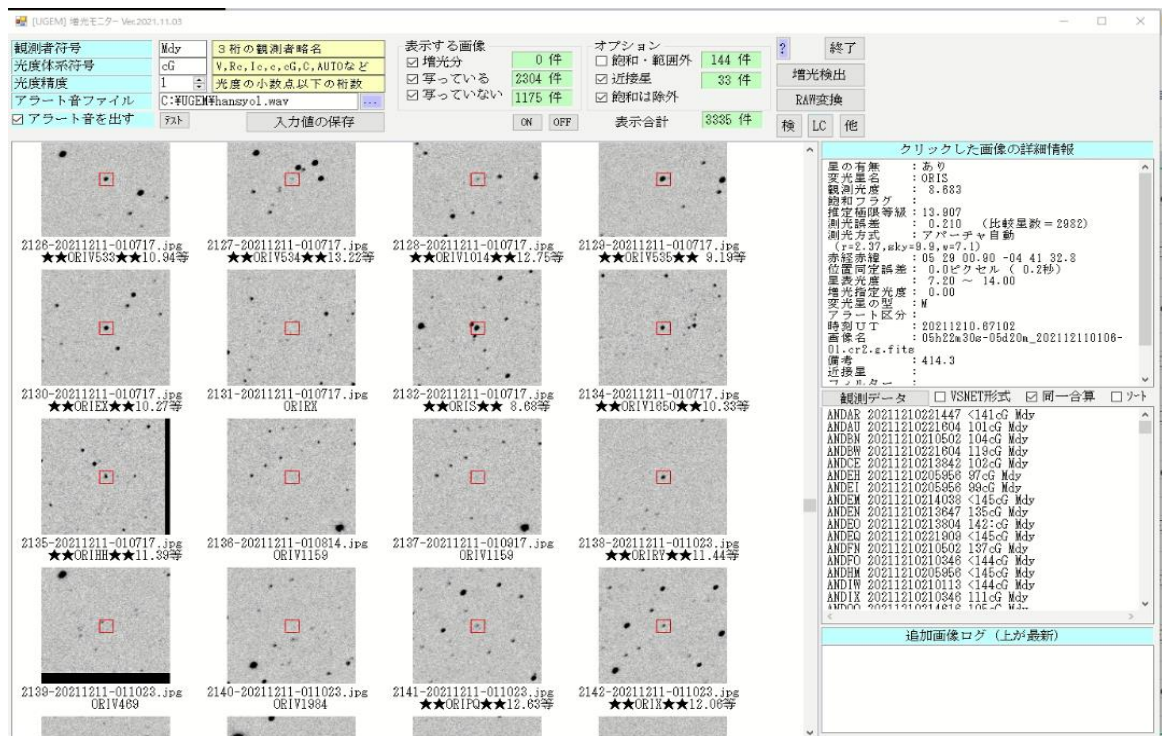 [UGEM] 増光モニター Ver.2021.11.03
観測者符号 Mdy 3桁の観測者略名
光度体系符号 cG V,Rc,Ic,c,cG,C,AUTOなど
光度精度 1 光度の小数点以下の桁数
アラート音ファイル C:¥UGEM¥hansyo1.wav ...
アラート音を出す テスト 入力値の保存
表示する画像
増光分 0 件
写っている 2304 件
写っていない 1175 件
ON OFF
オプション
飽和・範囲外 144 件
近接星 33 件
飽和は除外
表示合計 3335 件
? 終了
増光検出
RAW変換
検 LC 他
2126-20211211-010717.jpg
★★ORIV533★★10.94等
2127-20211211-010717.jpg
★★ORIV534★★13.22等
2128-20211211-010717.jpg
★★ORIV1014★★12.75等
2129-20211211-010717.jpg
★★ORIV535★★ 9.19等
2130-20211211-010717.jpg
★★ORIEX★★10.27等
2131-20211211-010717.jpg
ORIRX
2132-20211211-010717.jpg
★★ORIS★★ 8.68等
2134-20211211-010717.jpg
★★ORIV1650★★10.33等
2135-20211211-010717.jpg
★★ORIHH★★11.39等
2136-20211211-010814.jpg
ORIV1159
2137-20211211-010917.jpg
ORIV1159
2138-20211211-011023.jpg
★★ORIRY★★11.44等
2139-20211211-011023.jpg
ORIV469
2140-20211211-011023.jpg
ORIV1984
2141-20211211-011023.jpg
★★ORIPQ★★12.63等
2142-20211211-011023.jpg
★★ORIX★★12.06等
クリックした画像の詳細情報
星の有無 : あり
変光星名 : ORIS
観測光度 : 8.683
飽和フラグ :
推定極限等級 : 13.907
測光誤差 : 0.210 (比較星数=2982)
測光方式 : アパーチャ自動
(r=2.37,sky=9.9,w=7.1)
赤経赤緯 : 05 29 00.90 -04 41 32.8
位置同定誤差 : 0.0ピクセル ( 0.2秒)
星表光度 : 7.20 ~ 14.00
増光指定光度 : 0.00
変光星の型 : M
アラート区分 :
時刻UT : 20211210.67102
画像名 : 05h22m30s-05d20m_202112110106-
01.cr2.g.fits
備考 : 414.3
近接星 :
フィルター :
観測データ VSNET形式 同一合算 ソート
ANDAR 20211210221447 <141cG Mdy
ANDAU 20211210221604 101cG Mdy
ANDBN 20211210210502 104cG Mdy
ANDBW 20211210221604 119cG Mdy
ANDCE 20211210213842 102cG Mdy
ANDEH 20211210205956 97cG Mdy
ANDEI 20211210205956 99cG Mdy
ANDEM 20211210214038 <145cG Mdy
ANDEN 20211210213647 135cG Mdy
ANDEO 20211210213804 142:cG Mdy
ANDEQ 20211210221909 <145cG Mdy
ANDFN 20211210210502 137cG Mdy
ANDFO 20211210210346 <144cG Mdy
ANDHM 20211210205956 <145cG Mdy
ANDIW 20211210210113 <144cG Mdy
ANDIX 20211210210346 111cG Mdy
追加画像ログ (上が最新)